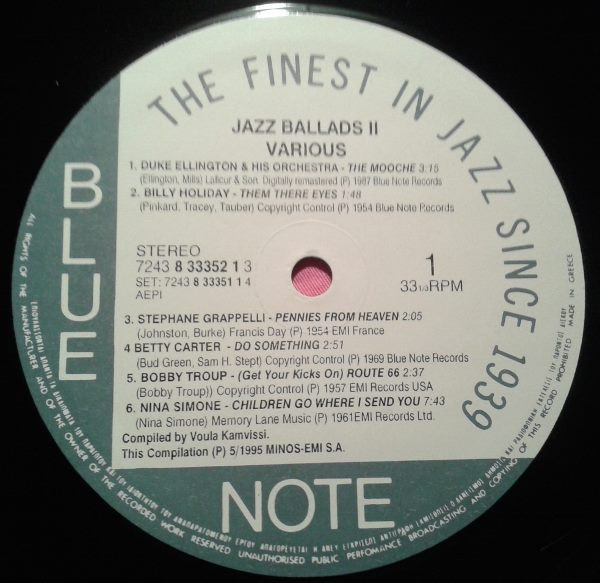 THE FINEST IN JAZZ SINCE 1939
JAZZ BALLADS II
VARIOUS
1. DUKE ELLINGTON & HIS ORCHESTRA - THE MOOCHE 3:15
(Ellington, Mills) Lafleur & Son. Digitally remastered (P) 1987 Blue Note Records
2. BILLY HOLIDAY - THEM THERE EYES 1:48
(Pinkard, Tracey, Tauber) Copyright Control (P) 1954 Blue Note Records
STEREO
7243 8 33352 1 3
SET: 7243 8 33351 1 4
AEPI
1
33 1/3 RPM
3. STEPHANE GRAPPELLI - PENNIES FROM HEAVEN 2:05
(Johnston, Burke) Francis Day (P) 1954 EMI France
4 BETTY CARTER - DO SOMETHING 2:51
(Bud Green, Sam H. Stept) Copyright Control (P) 1969 Blue Note Records
5. BOBBY TROUP - (Get Your Kicks On) ROUTE 66 2:37
(Bobby Troup)) Copyright Control (P) 1957 EMI Records USA
6. NINA SIMONE - CHILDREN GO WHERE I SEND YOU 7:43
(Nina Simone) Memory Lane Music (P) 1961EMI Records Ltd.
Compiled by Voula Kamvissi.
This Compilation (P) 5/1995 MINOS-EMI S.A.
BLUE
NOTE
ALL RIGHTS OF THE MANUFACTURER AND OF THE OWNER OF THE RECORDED WORK RESERVED UNAUTHORISED PUBLIC PERFOMANCE BROADCASTING AND COPYING OF THIS RECORD PROHIBITED MADE IN GREECE